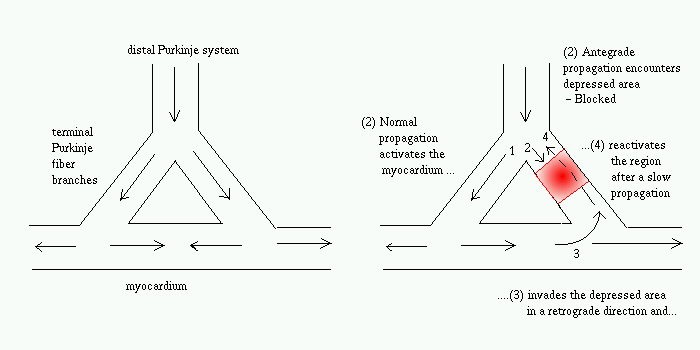 distal Purkinje system
terminal
Purkinje
fiber
branches
myocardium
(2) Antegrade
propagation encounters
depressed area
– Blocked
(2) Normal
propagation
activates the
myocardium ...
1
2
4
...(4) reactivates
the region
after a slow
propagation
3
....(3) invades the depressed area
in a retrograde direction and...